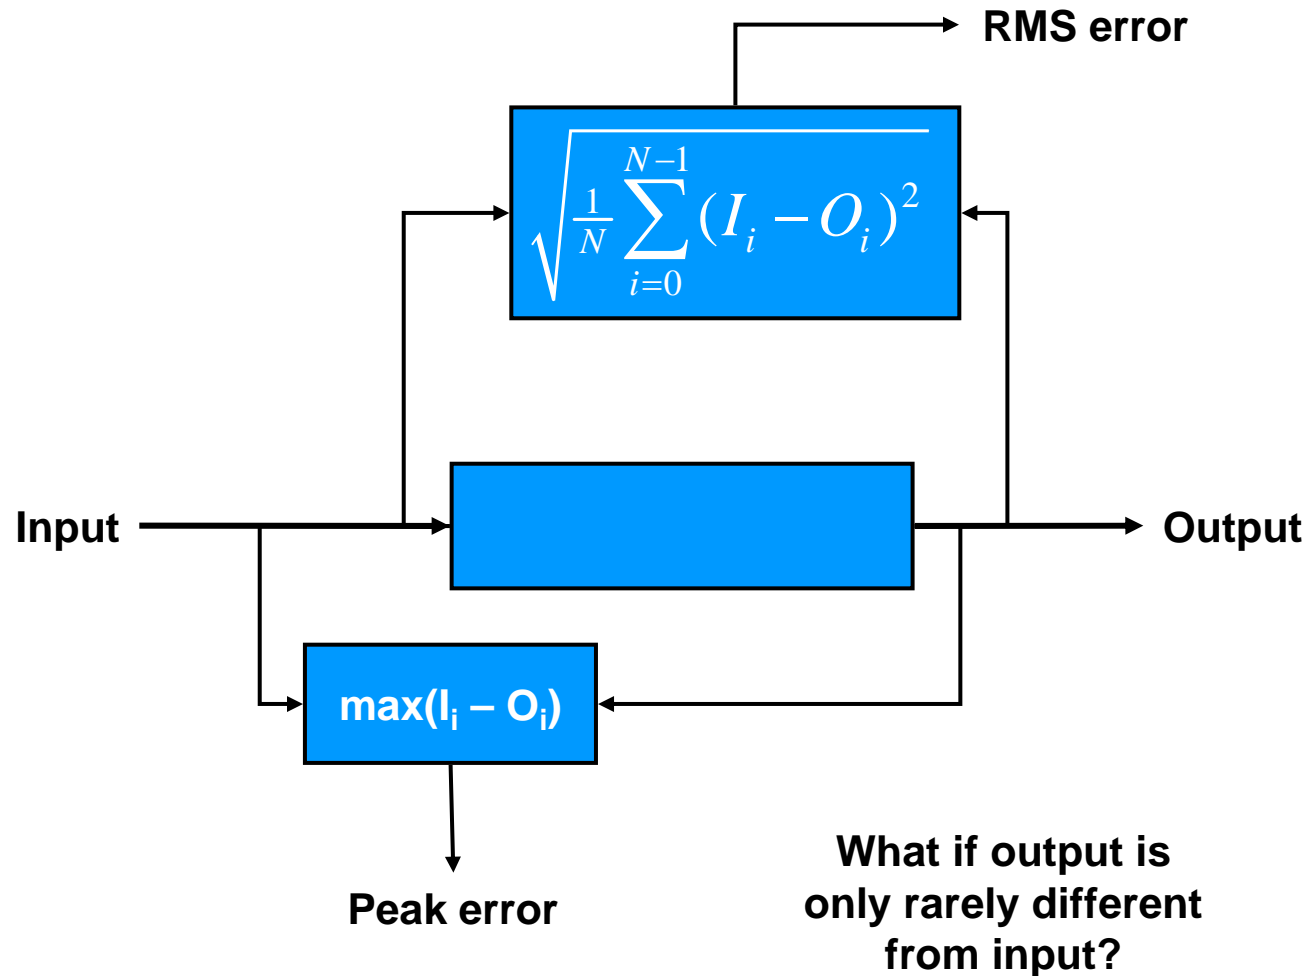 RMS error
√(1/N ∑_{i=0}^{N−1} (I_i − O_i)²)
Input
Output
max(I_i – O_i)
Peak error
What if output is
only rarely different
from input?